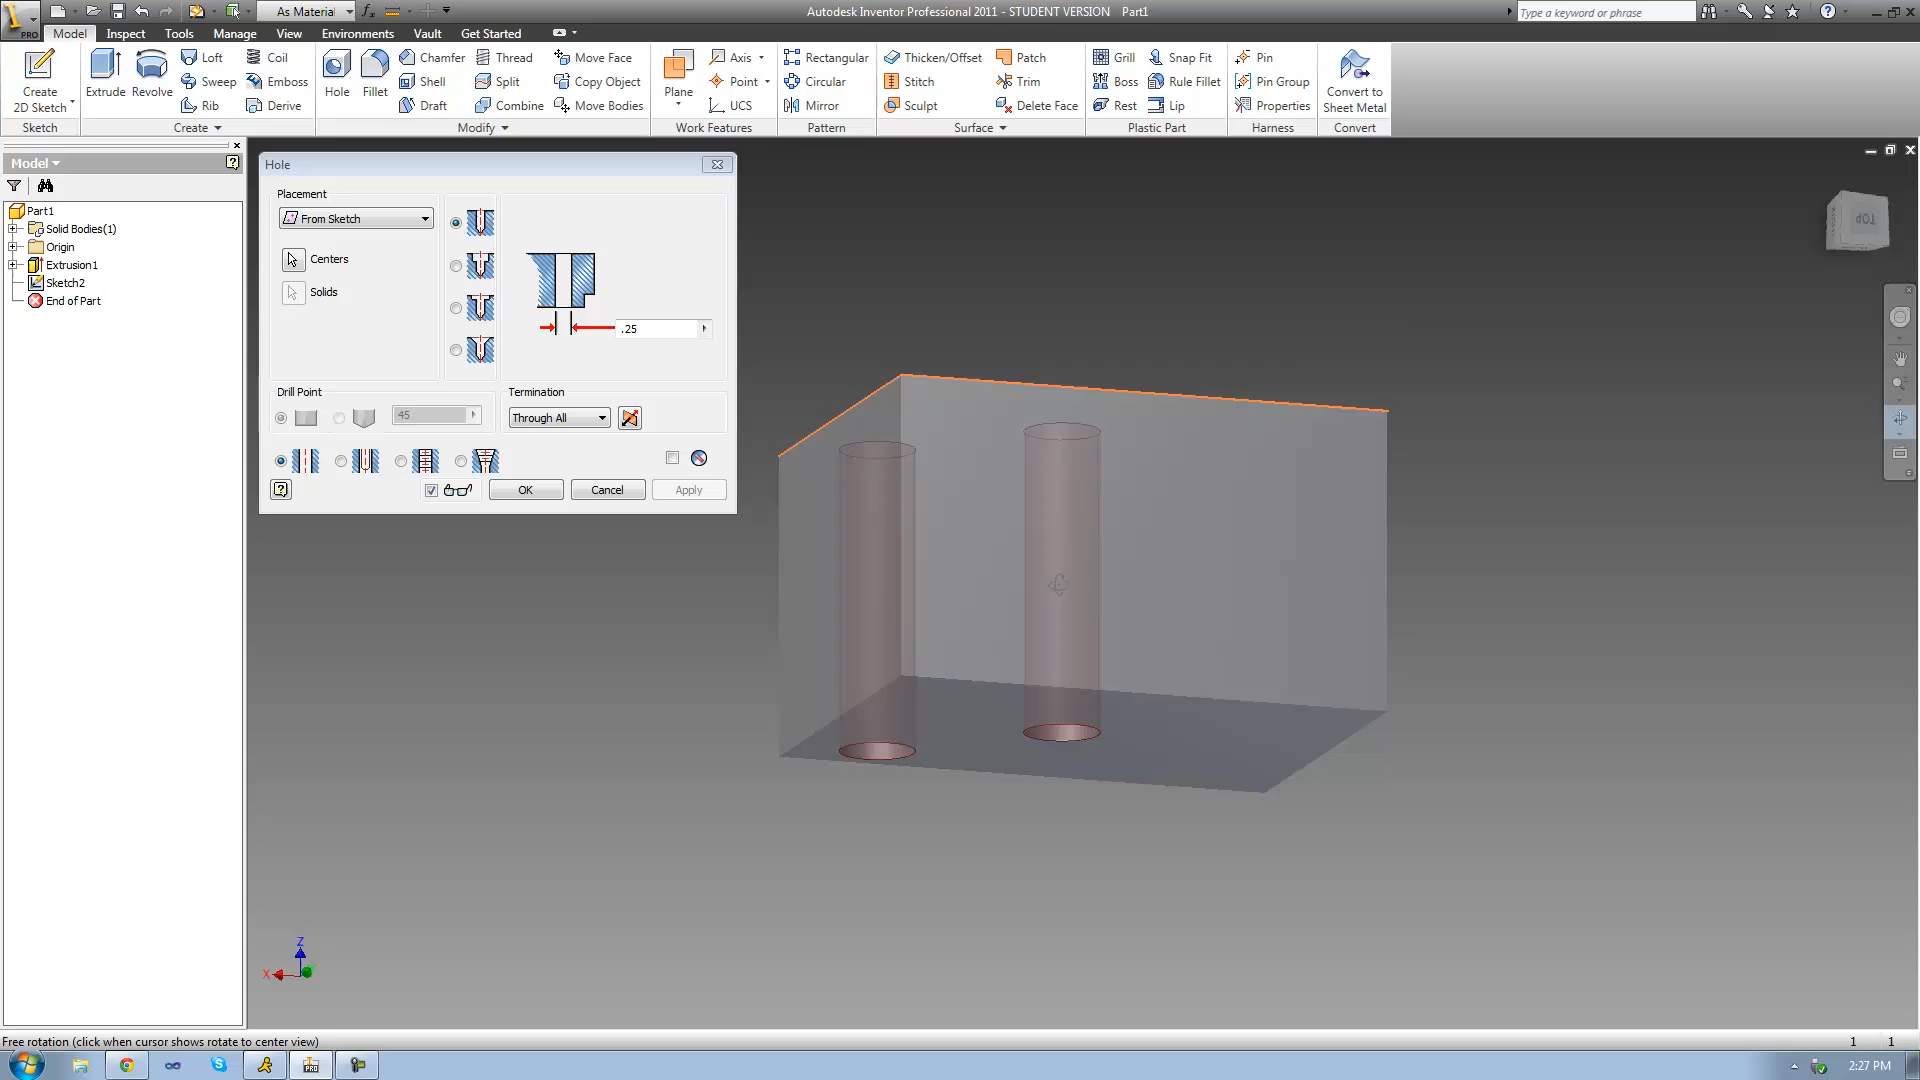 As Material
Autodesk Inventor Professional 2011 - STUDENT VERSION Part1
Type a keyword or phrase
PRO
Model Inspect Tools Manage View Environments Vault Get Started
Create 2D Sketch
Extrude
Revolve
Loft
Sweep
Rib
Coil
Emboss
Derive
Hole
Fillet
Chamfer
Shell
Draft
Thread
Split
Combine
Move Face
Copy Object
Move Bodies
Plane
Axis
Point
UCS
Rectangular
Circular
Mirror
Thicken/Offset
Stitch
Sculpt
Patch
Trim
Delete Face
Grill
Boss
Rest
Snap Fit
Rule Fillet
Lip
Pin
Pin Group
Properties
Convert to Sheet Metal
Sketch
Create
Modify
Work Features
Pattern
Surface
Plastic Part
Harness
Convert
Model
Part1
Solid Bodies(1)
Origin
Extrusion1
Sketch2
End of Part
Hole
Placement
From Sketch
Centers
Solids
.25
Drill Point
45
Termination
Through All
OK
Cancel
Apply
TOP
Z
X
Free rotation (click when cursor shows rotate to center view)
1 1
PRO
2:27 PM